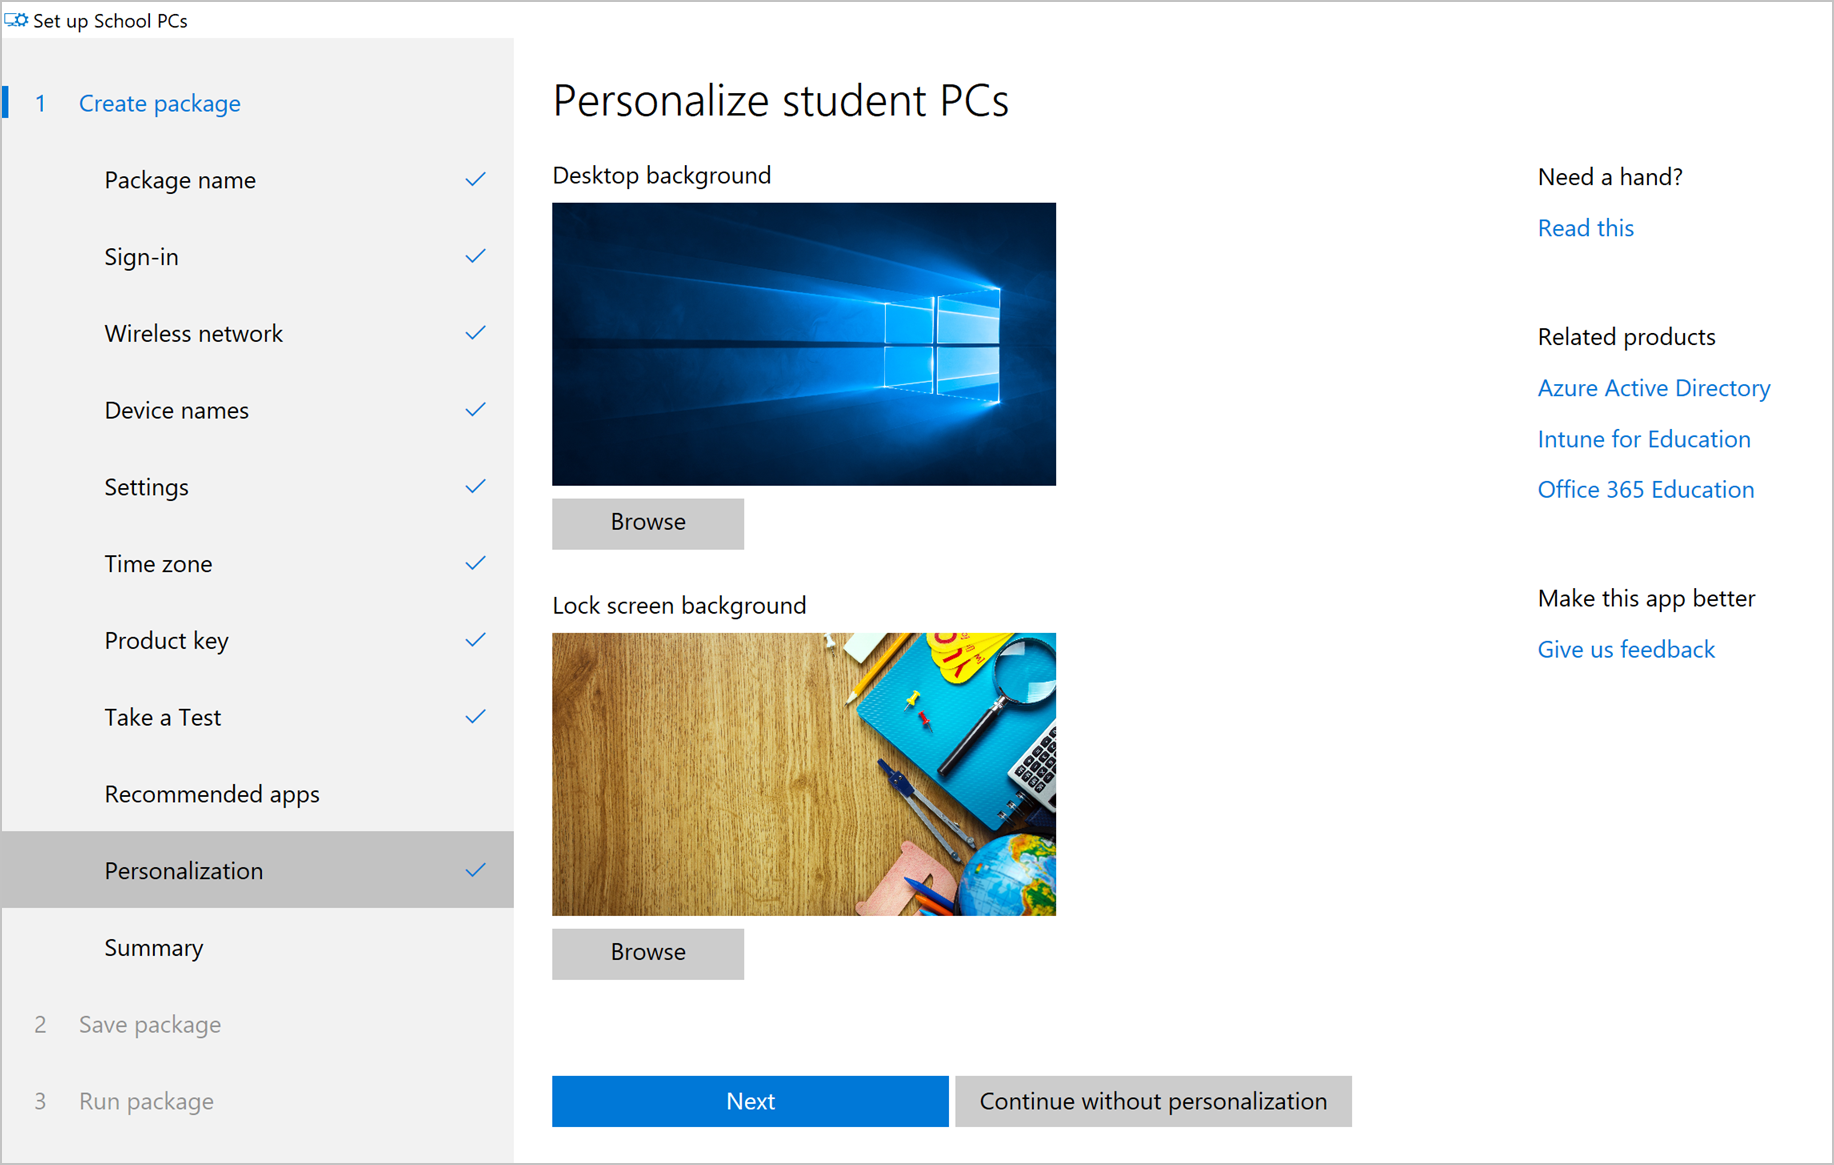 Set up School PCs
1 Create package
Package name
Sign-in
Wireless network
Device names
Settings
Time zone
Product key
Take a Test
Recommended apps
Personalization
Summary
2 Save package
3 Run package
Personalize student PCs
Desktop background
Browse
Lock screen background
Browse
Next
Continue without personalization
Need a hand?
Read this
Related products
Azure Active Directory
Intune for Education
Office 365 Education
Make this app better
Give us feedback